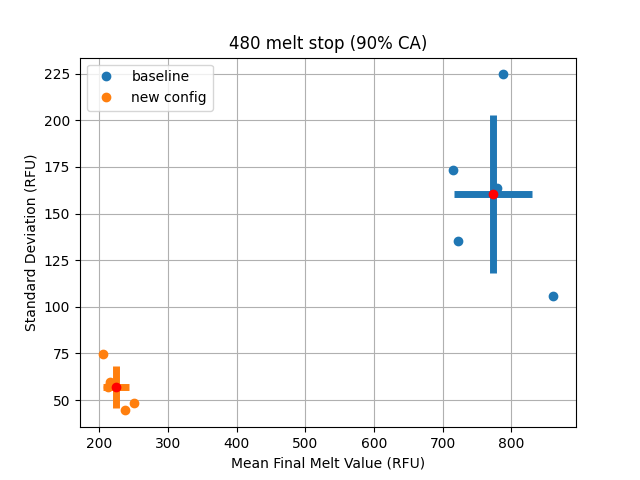 480 melt stop (90% CA)
baseline
new config
Standard Deviation (RFU)
225
200
175
150
125
100
75
50
200 300 400 500 600 700 800
Mean Final Melt Value (RFU)